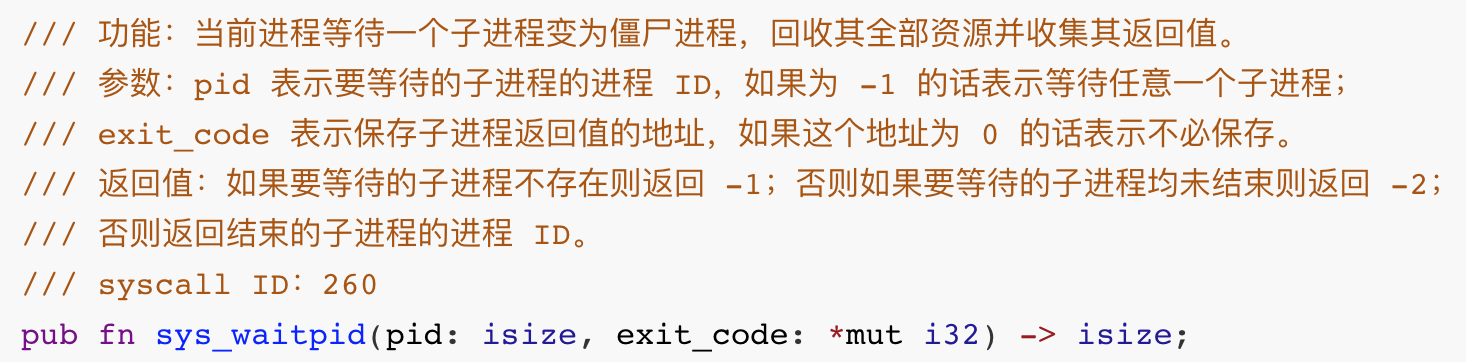 /// 功能：当前进程等待一个子进程变为僵尸进程，回收其全部资源并收集其返回值。
/// 参数：pid 表示要等待的子进程的进程 ID，如果为 -1 的话表示等待任意一个子进程；
/// exit_code 表示保存子进程返回值的地址，如果这个地址为 0 的话表示不必保存。
/// 返回值：如果要等待的子进程不存在则返回 -1；否则如果要等待的子进程均未结束则返回 -2；
/// 否则返回结束的子进程的进程 ID。
/// syscall ID：260
pub fn sys_waitpid(pid: isize, exit_code: *mut i32) -> isize;